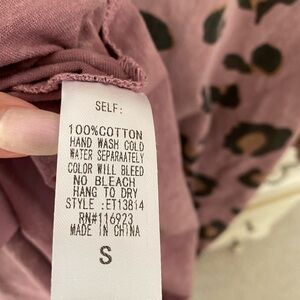 SELF:
100%COTTON
HAND WASH COLD
WATER SEPARAATELY
COLOR WILL BLEED
NO BLEACH
HANG TO DRY
STYLE :ET13814
RN#116923
MADE IN CHINA
S